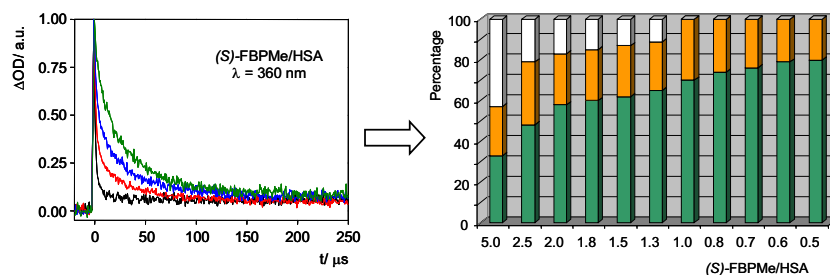 1.00
0.75
0.50
0.25
0.00
ΔOD/ a.u.
(S)-FBPMe/HSA
λ = 360 nm
0 50 100 150 200 250
t/ μs
100
80
60
40
20
0
Percentage
5.0 2.5 2.0 1.8 1.5 1.3 1.0 0.8 0.7 0.6 0.5
(S)-FBPMe/HSA